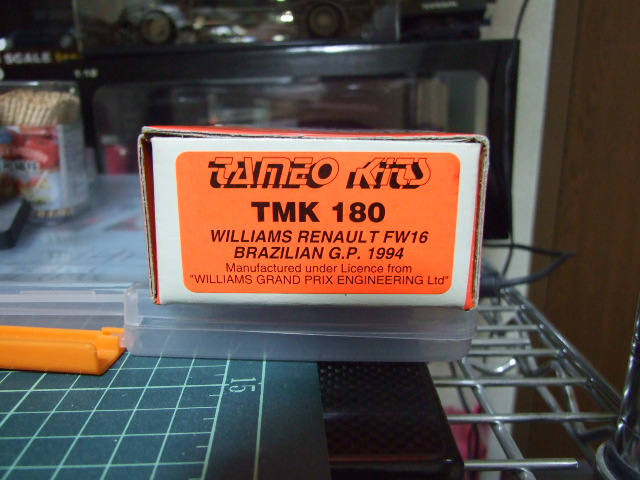 SCALE
TAMEO KITS
TMK 180
WILLIAMS RENAULT FW16
BRAZILIAN G.P. 1994
Manufactured under Licence from
"WILLIAMS GRAND PRIX ENGINEERING Ltd"
15